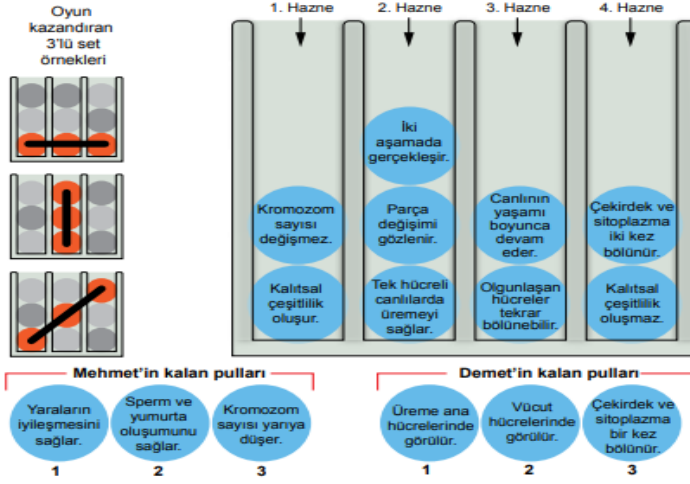 Oyun
kazandıran
3'lü set
örnekleri
1. Hazne
2. Hazne
3. Hazne
4. Hazne
İki
aşamada
gerçekleşir.
Kromozom
sayısı
değişmez.
Parça
değişimi
gözlenir.
Canlının
yaşamı
boyunca
devam
eder.
Çekirdek ve
sitoplazma
iki kez
bölünür.
Kalıtsal
çeşitlilik
oluşur.
Tek hücreli
canlılarda
üremeyi
sağlar.
Olgunlaşan
hücreler
tekrar
bölünebilir.
Kalıtsal
çeşitlilik
oluşmaz.
Mehmet'in kalan pulları
Yaraların
iyileşmesini
sağlar.
1
Sperm ve
yumurta
oluşumunu
sağlar.
2
Kromozom
sayısı yarıya
düşer.
3
Demet'in kalan pulları
Üreme ana
hücrelerinde
görülür.
1
Vücut
hücrelerinde
görülür.
2
Çekirdek ve
sitoplazma
bir kez
bölünür.
3